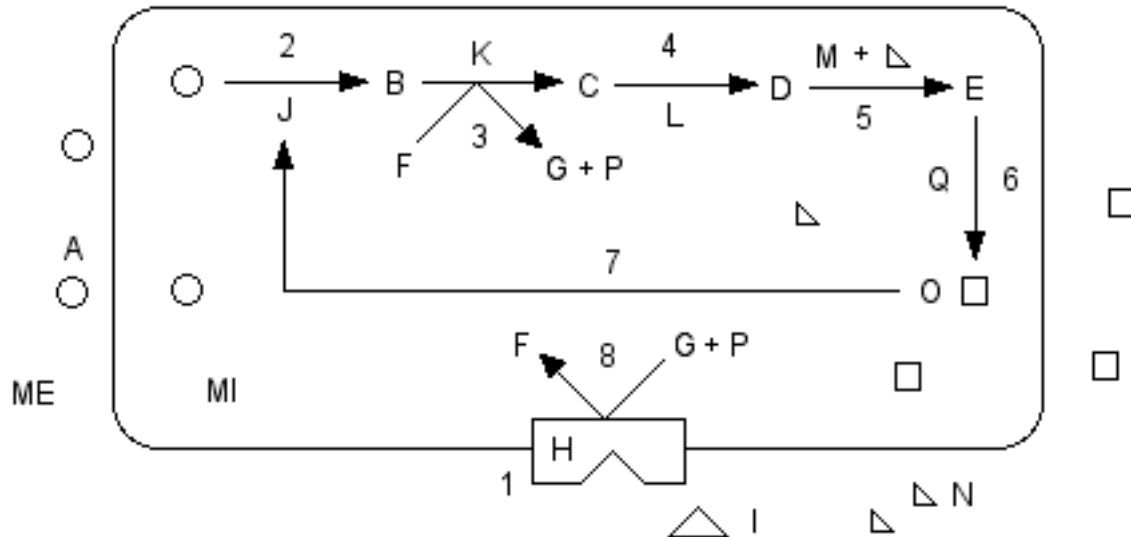 2 K 4 M +
B C D E
J 3 L 5
F G + P Q 6
A
7 O
F 8 G + P
ME MI
H
1
N
I